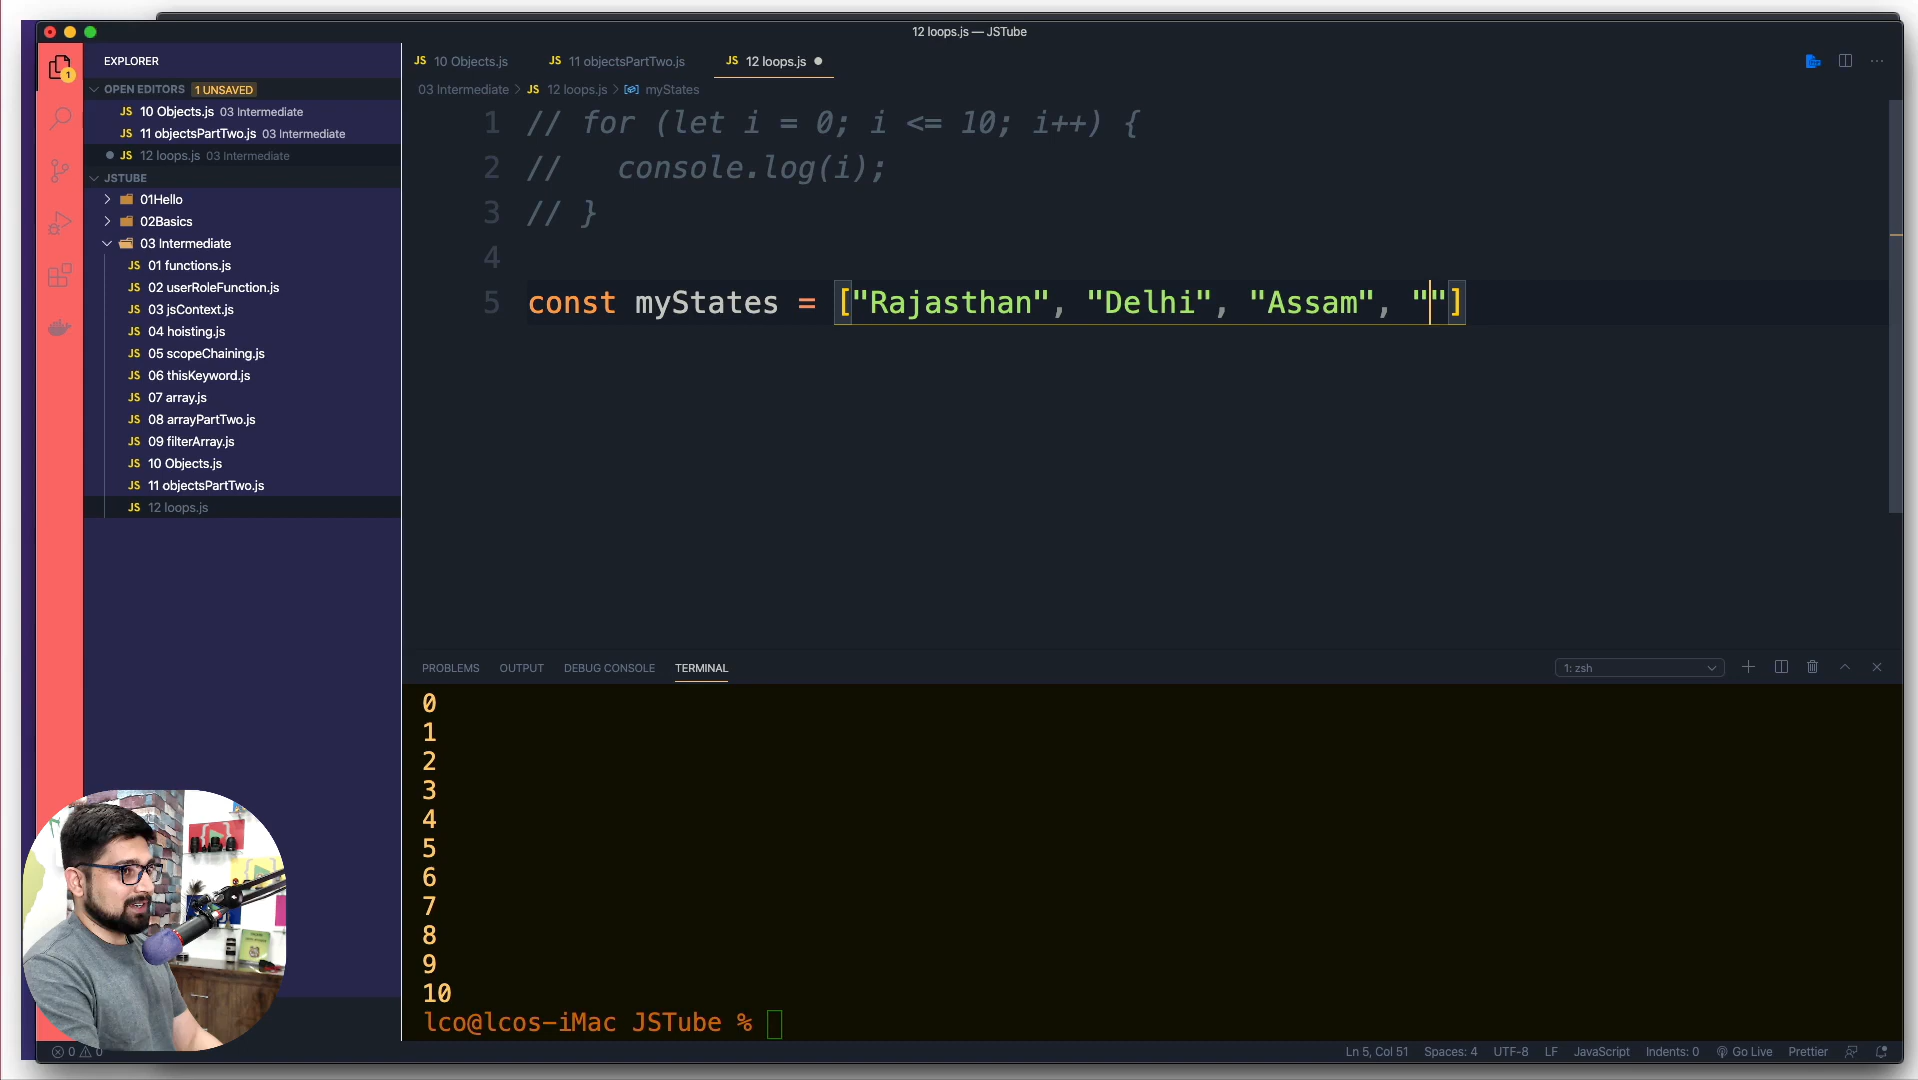 12 loops.js — JSTube
EXPLORER
OPEN EDITORS 1 UNSAVED
JS 10 Objects.js 03 Intermediate
JS 11 objectsPartTwo.js 03 Intermediate
JS 12 loops.js 03 Intermediate
JSTUBE
01Hello
02Basics
03 Intermediate
JS 01 functions.js
JS 02 userRoleFunction.js
JS 03 jsContext.js
JS 04 hoisting.js
JS 05 scopeChaining.js
JS 06 thisKeyword.js
JS 07 array.js
JS 08 arrayPartTwo.js
JS 09 filterArray.js
JS 10 Objects.js
JS 11 objectsPartTwo.js
JS 12 loops.js
1
JS 10 Objects.js JS 11 objectsPartTwo.js JS 12 loops.js
03 Intermediate > JS 12 loops.js > myStates
1 // for (let i = 0; i <= 10; i++) {
2 //   console.log(i);
3 // }
4
5 const myStates = ["Rajasthan", "Delhi", "Assam", ""]
PROBLEMS OUTPUT DEBUG CONSOLE TERMINAL 1: zsh
0
1
2
3
4
5
6
7
8
9
10
lco@lcos-iMac JSTube %
0 0 Ln 5, Col 51 Spaces: 4 UTF-8 LF JavaScript Indents: 0 Go Live Prettier